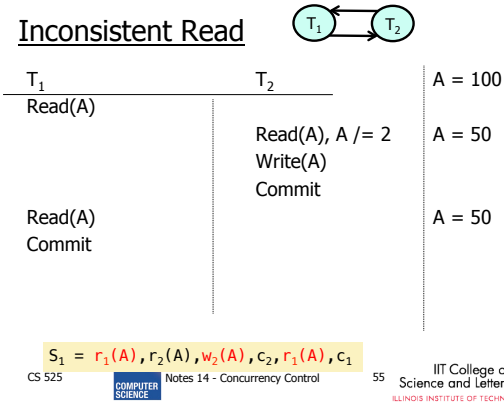 Inconsistent Read
T1 T2
T1 T2 A = 100
Read(A)
Read(A), A /= 2 A = 50
Write(A)
Commit
Read(A) A = 50
Commit
S1 = r1(A),r2(A),w2(A),c2,r1(A),c1
CS 525 COMPUTER SCIENCE Notes 14 - Concurrency Control 55
IIT College o
Science and Letter
ILLINOIS INSTITUTE OF TECHN